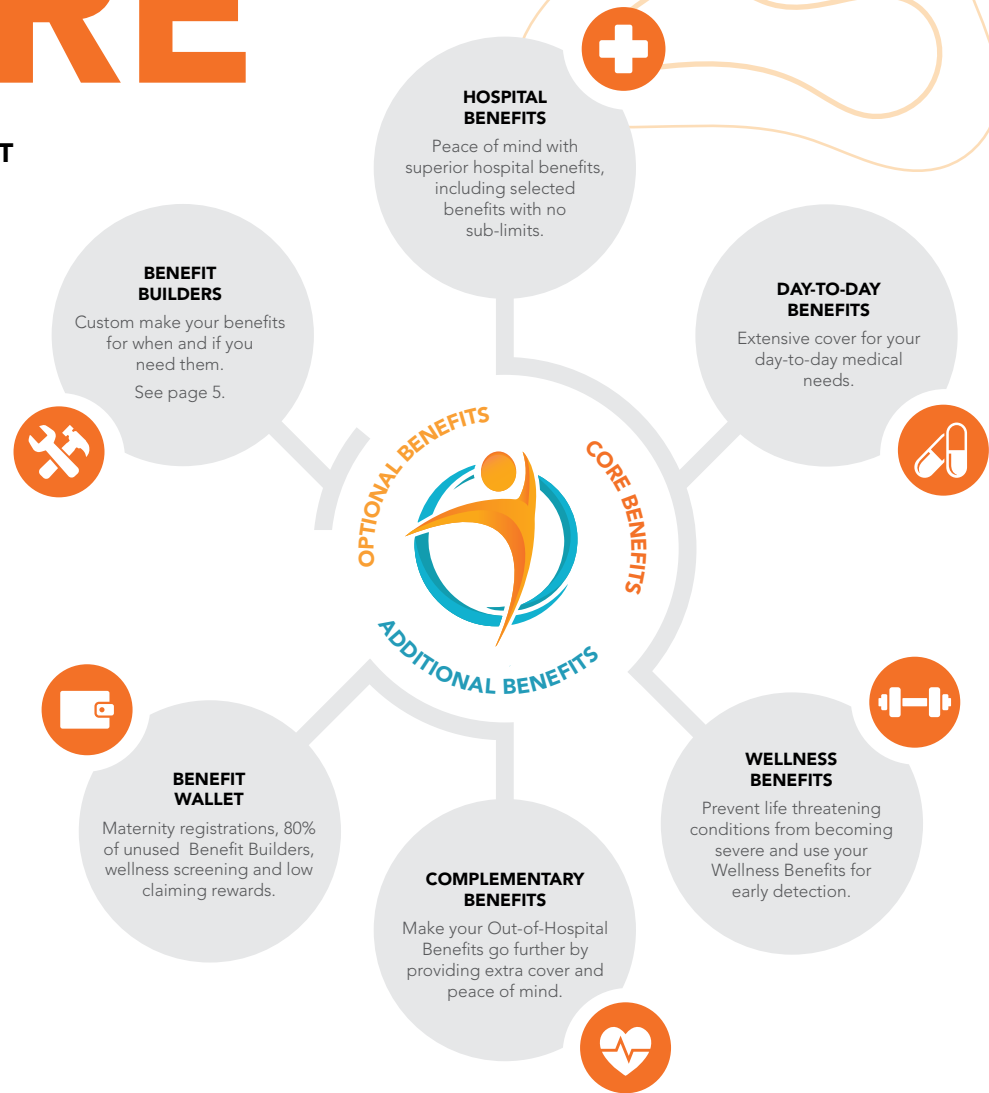 RE
T
HOSPITAL
BENEFITS
Peace of mind with
superior hospital benefits,
including selected
benefits with no
sub-limits.
BENEFIT
BUILDERS
Custom make your benefits
for when and if you
need them.
See page 5.
DAY-TO-DAY
BENEFITS
Extensive cover for your
day-to-day medical
needs.
OPTIONAL BENEFITS
CORE BENEFITS
ADDITIONAL BENEFITS
BENEFIT
WALLET
Maternity registrations, 80%
of unused  Benefit Builders,
wellness screening and low
claiming rewards.
COMPLEMENTARY
BENEFITS
Make your Out-of-Hospital
Benefits go further by
providing extra cover and
peace of mind.
WELLNESS
BENEFITS
Prevent life threatening
conditions from becoming
severe and use your
Wellness Benefits for
early detection.